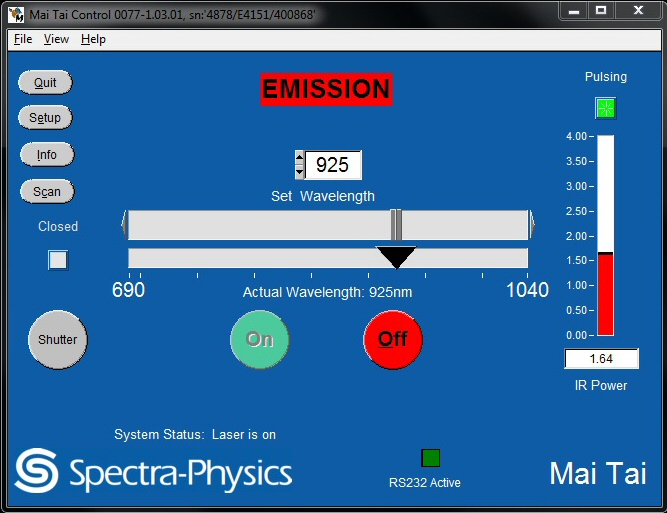 Mai Tai Control 0077-1.03.01, sn:'4878/E4151/400868'
File View Help
Quit
Setup
Info
Scan
Closed
Shutter
EMISSION
925
Set Wavelength
690
1040
Actual Wavelength: 925nm
On
Off
Pulsing
4.00
3.50
3.00
2.50
2.00
1.50
1.00
0.50
0.00
1.64
IR Power
System Status: Laser is on
Spectra-Physics
RS232 Active
Mai Tai